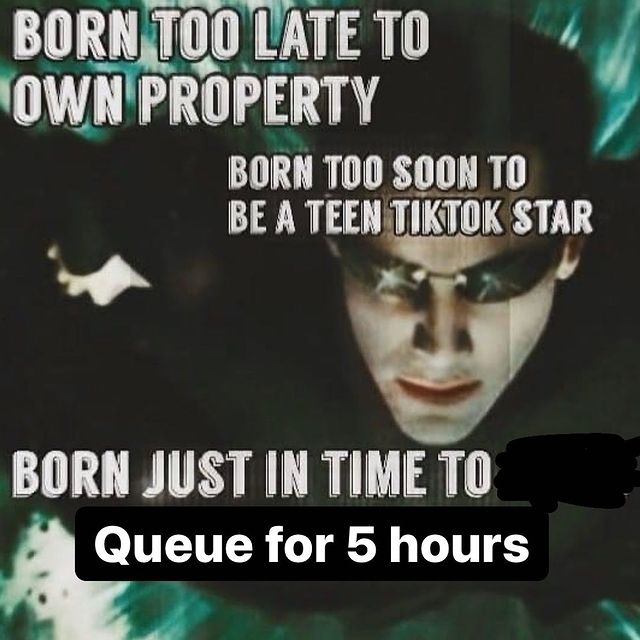 BORN TOO LATE TO
OWN PROPERTY
BORN TOO SOON TO
BE A TEEN TIKTOK STAR
BORN JUST IN TIME TO
Queue for 5 hours